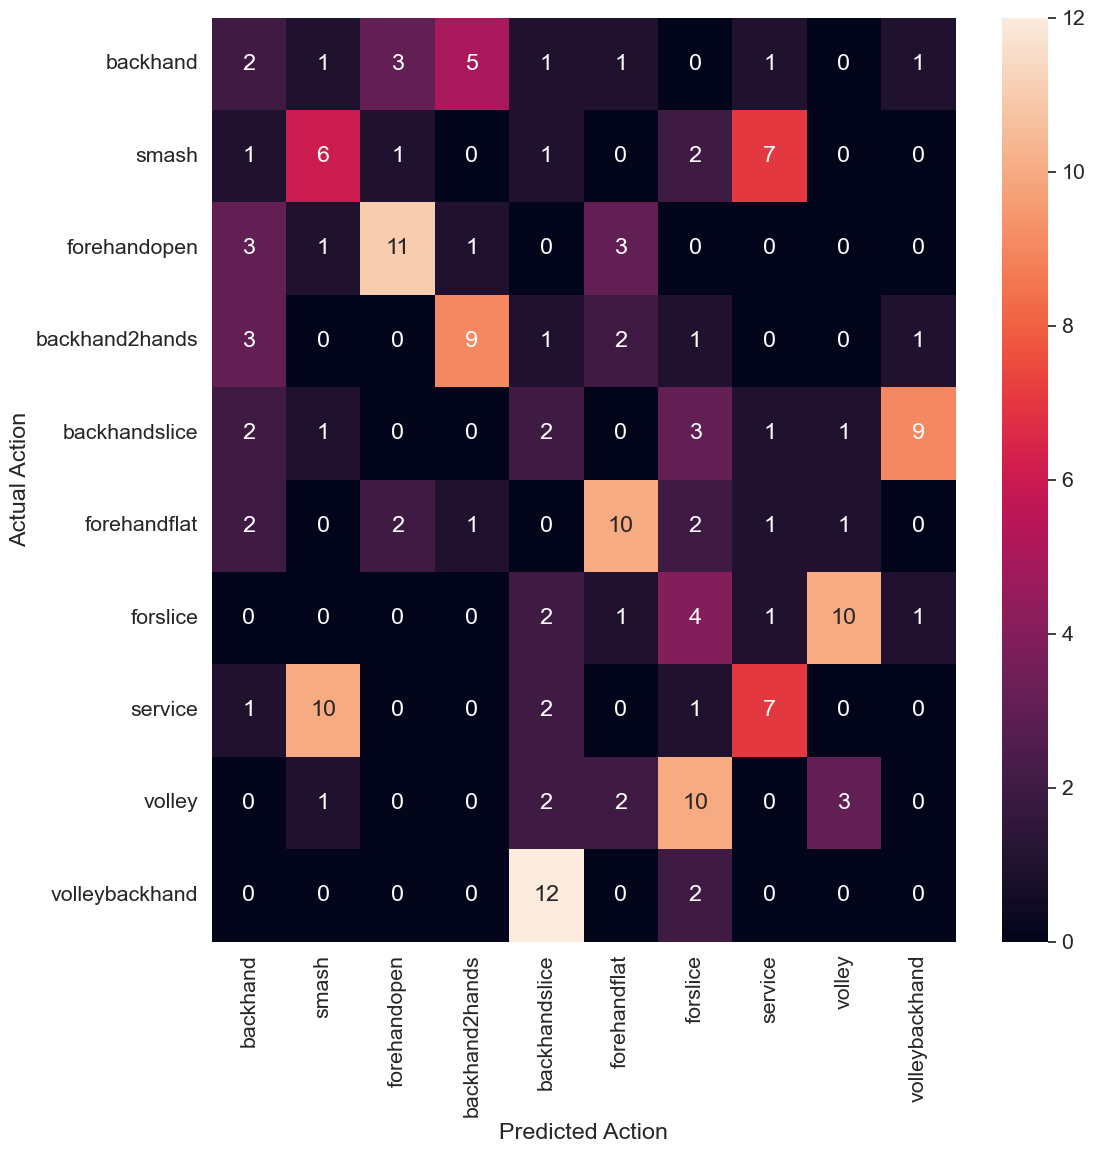 backhand 2 1 3 5 1 1 0 1 0 1
smash 1 6 1 0 1 0 2 7 0 0
forehandopen 3 1 11 1 0 3 0 0 0 0
backhand2hands 3 0 0 9 1 2 1 0 0 1
backhandslice 2 1 0 0 2 0 3 1 1 9
forehandflat 2 0 2 1 0 10 2 1 1 0
forslice 0 0 0 0 2 1 4 1 10 1
service 1 10 0 0 2 0 1 7 0 0
volley 0 1 0 0 2 2 10 0 3 0
volleybackhand 0 0 0 0 12 0 2 0 0 0
Actual Action
backhand
smash
forehandopen
backhand2hands
backhandslice
forehandflat
forslice
service
volley
volleybackhand
Predicted Action
12
10
8
6
4
2
0